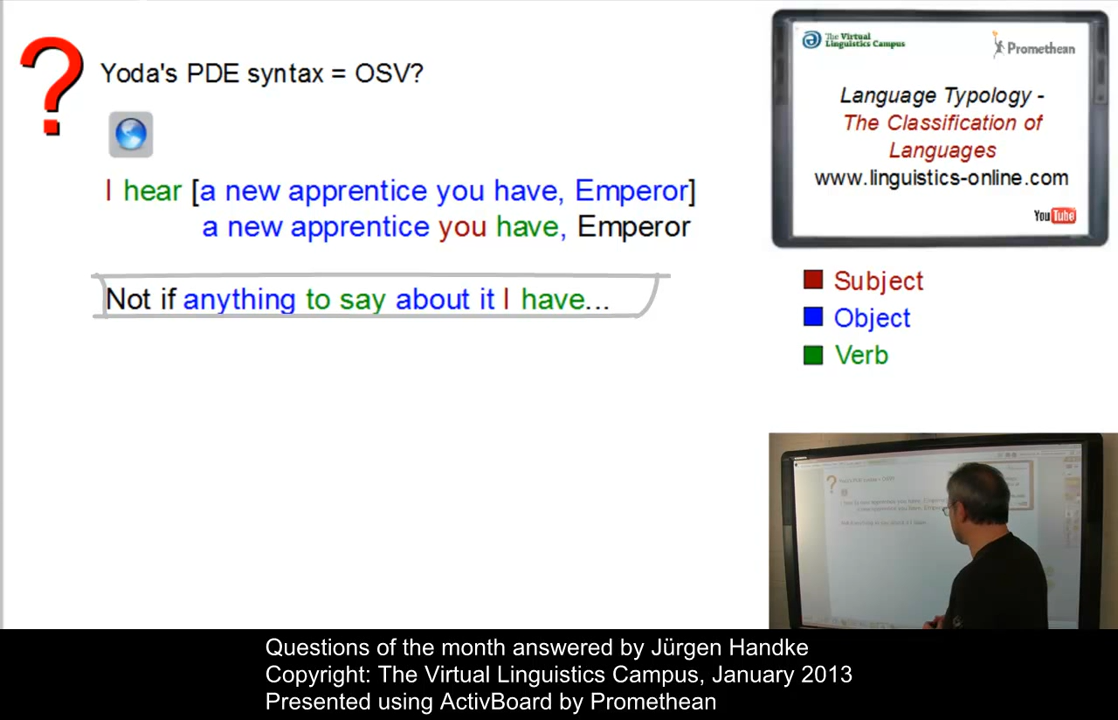 Yoda's PDE syntax = OSV?
I hear [a new apprentice you have, Emperor]
a new apprentice you have, Emperor
Not if anything to say about it I have...
The Virtual
Linguistics Campus
Promethean
Language Typology -
The Classification of
Languages
www.linguistics-online.com
YouTube
Subject
Object
Verb
Questions of the month answered by Jürgen Handke
Copyright: The Virtual Linguistics Campus, January 2013
Presented using ActivBoard by Promethean